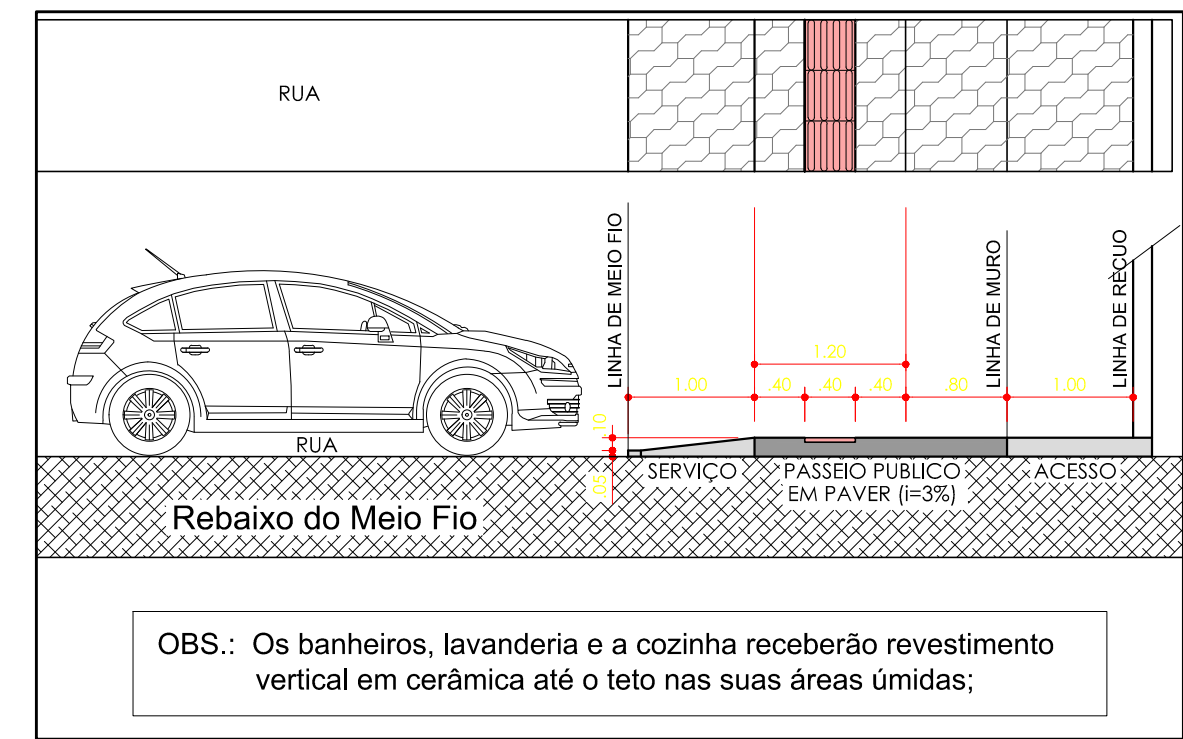 RUA
LINHA DE MEIO FIO
LINHA DE MURO
LINHA DE RECUO
1.20
1.00 .40 .40 .40 .80 1.00
.10
.05
RUA
SERVIÇO
PASSEIO PUBLICO
EM PAVER (i=3%)
ACESSO
Rebaixo do Meio Fio
OBS.: Os banheiros, lavanderia e a cozinha receberão revestimento
vertical em cerâmica até o teto nas suas áreas úmidas;